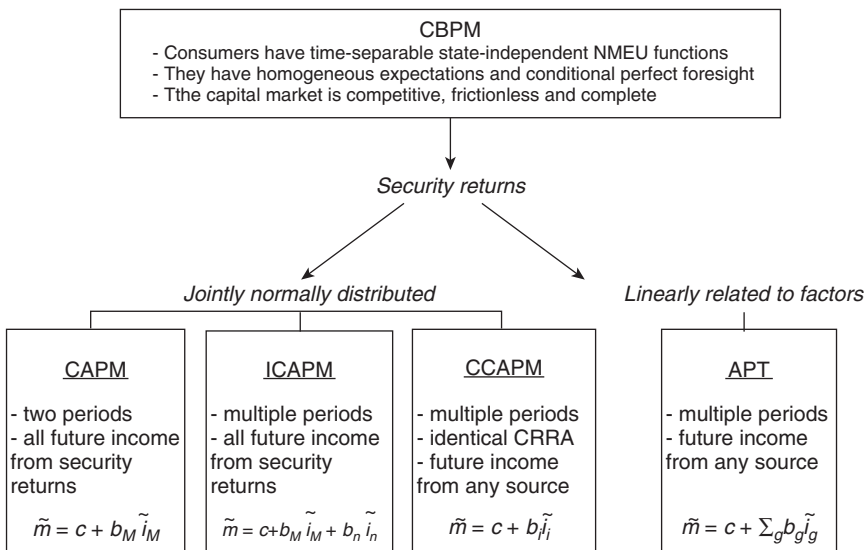 CBPM
- Consumers have time-separable state-independent NMEU functions
- They have homogeneous expectations and conditional perfect foresight
- Tthe capital market is competitive, frictionless and complete
Security returns
Jointly normally distributed
Linearly related to factors
CAPM
- two periods
- all future income
from security
returns
m̃ = c + b_M ĩ_M
ICAPM
- multiple periods
- all future income
from security
returns
m̃ = c+b_M ĩ_M + b_n ĩ_n
CCAPM
- multiple periods
- identical CRRA
- future income
from any source
m̃ = c + b_i ĩ_i
APT
- multiple periods
- future income
from any source
m̃ = c + Σ_g b_g ĩ_g